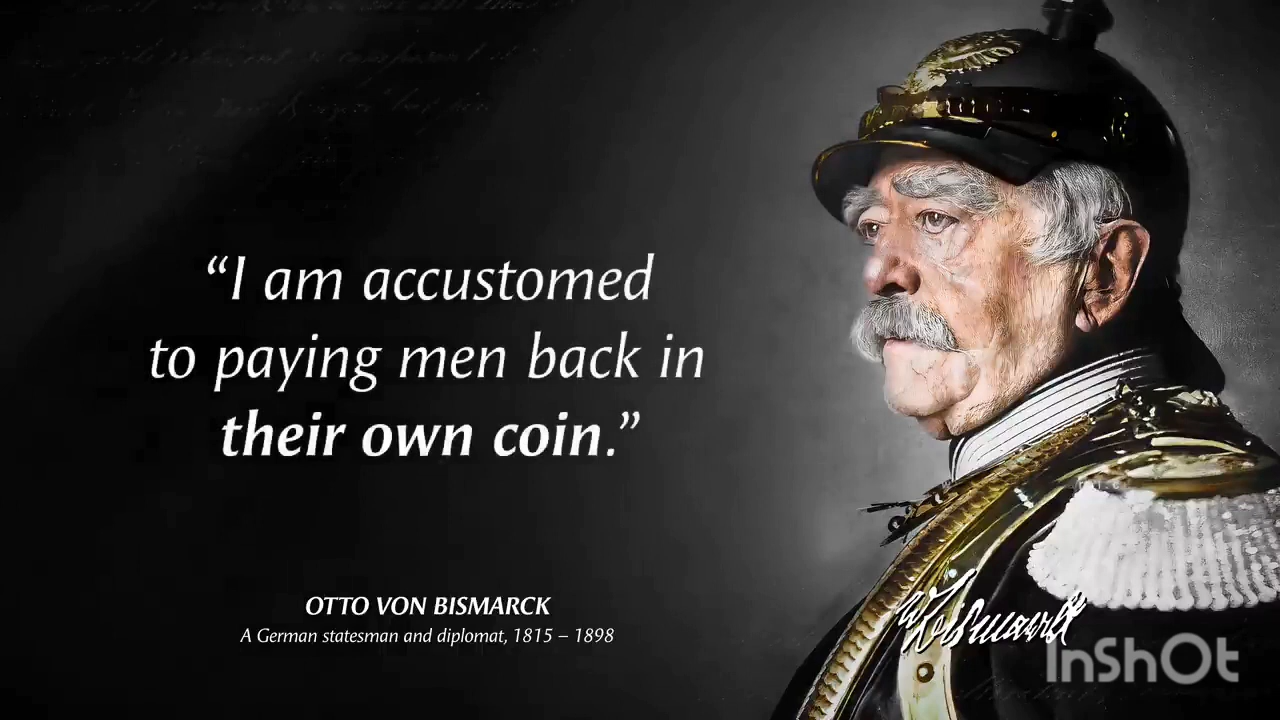 “I am accustomed
to paying men back in
their own coin.”
OTTO VON BISMARCK
A German statesman and diplomat, 1815 – 1898
InShOt